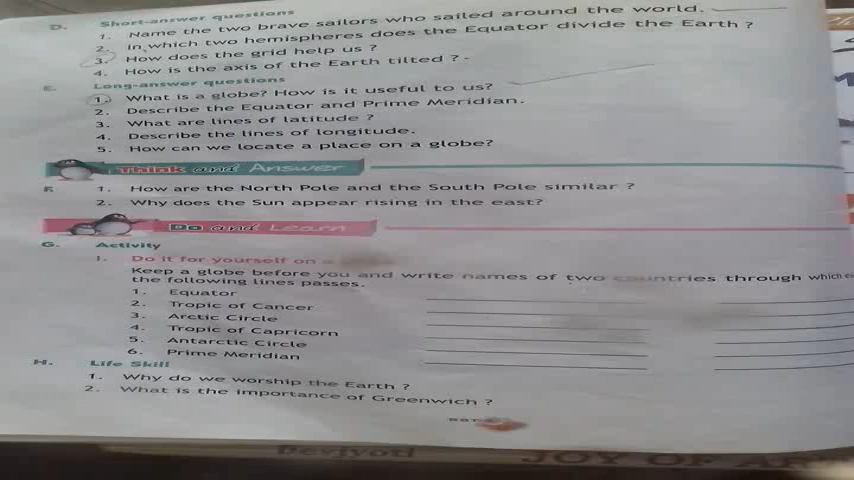 D. Short-answer questions
1. Name the two brave sailors who sailed around the world.
2. In which two hemispheres does the Equator divide the Earth ?
3. How does the grid help us ?
4. How is the axis of the Earth tilted ?
E. Long-answer questions
1. What is a globe? How is it useful to us?
2. Describe the Equator and Prime Meridian.
3. What are lines of latitude ?
4. Describe the lines of longitude.
5. How can we locate a place on a globe?
Think and Answer
F. 1. How are the North Pole and the South Pole similar ?
2. Why does the Sun appear rising in the east?
Do and Learn
G. Activity
1. Do it for yourself on a
Keep a globe before you and write names of two countries through which
the following lines passes.
1. Equator
2. Tropic of Cancer
3. Arctic Circle
4. Tropic of Capricorn
5. Antarctic Circle
6. Prime Meridian
H. Life Skill
1. Why do we worship the Earth ?
2. What is the importance of Greenwich ?
Devjyoti JOY OF